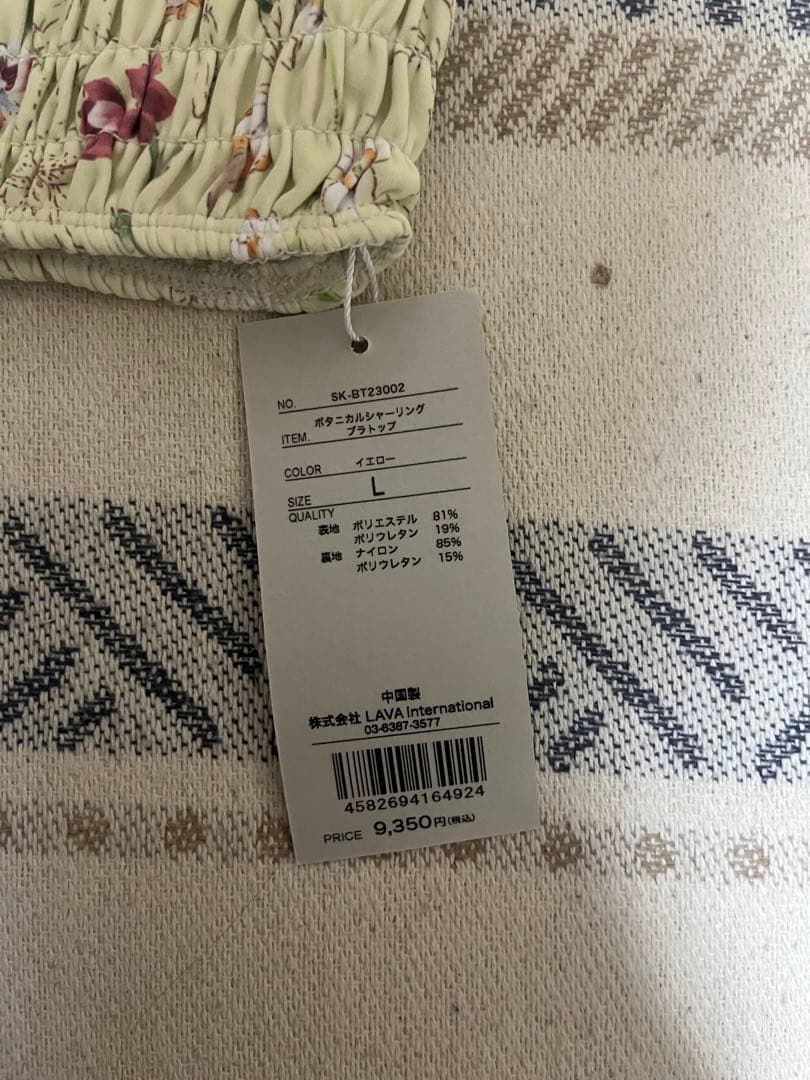 NO. SK-BT23002
ボタニカルシャーリング
ITEM. ブラトップ
COLOR イエロー
SIZE L
QUALITY
表地 ポリエステル 81%
ポリウレタン 19%
裏地 ナイロン 85%
ポリウレタン 15%
中国製
株式会社 LAVA International
03-6387-3577
4582694164924
PRICE 9,350円(税込)